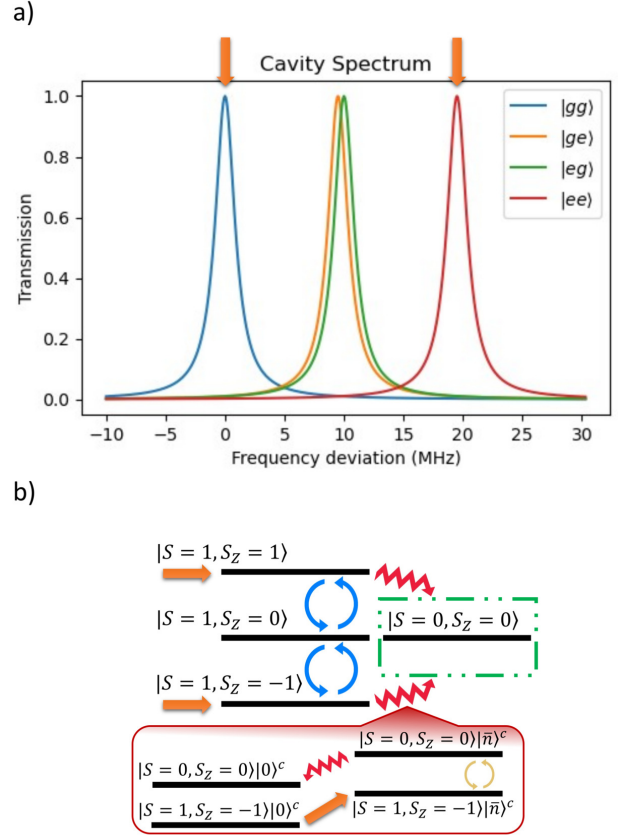 a)
Cavity Spectrum
1.0
0.8
0.6
0.4
0.2
0.0
Transmission
|gg⟩
|ge⟩
|eg⟩
|ee⟩
−10 −5 0 5 10 15 20 25 30
Frequency deviation (MHz)
b)
|S = 1, S_Z = 1⟩
|S = 1, S_Z = 0⟩
|S = 0, S_Z = 0⟩
|S = 1, S_Z = −1⟩
|S = 0, S_Z = 0⟩|n̄⟩ᶜ
|S = 0, S_Z = 0⟩|0⟩ᶜ
|S = 1, S_Z = −1⟩|0⟩ᶜ
|S = 1, S_Z = −1⟩|n̄⟩ᶜ